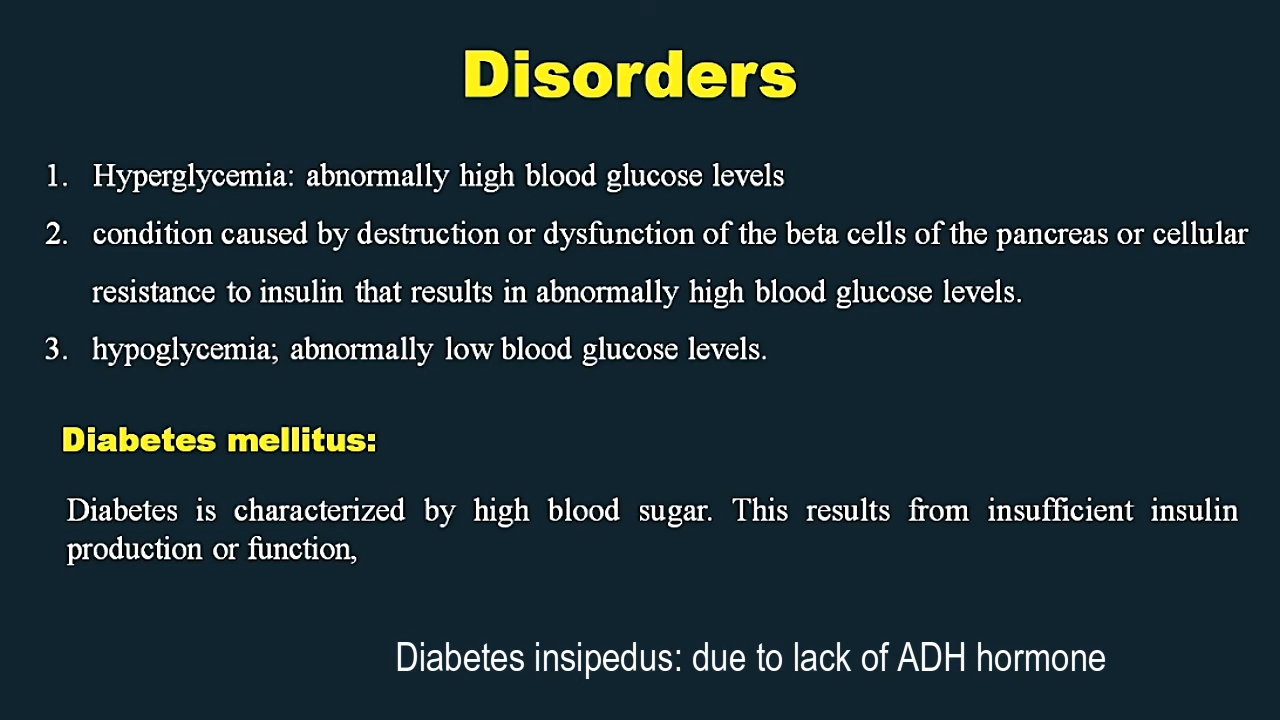 Disorders
1. Hyperglycemia: abnormally high blood glucose levels
2. condition caused by destruction or dysfunction of the beta cells of the pancreas or cellular
resistance to insulin that results in abnormally high blood glucose levels.
3. hypoglycemia; abnormally low blood glucose levels.
Diabetes mellitus:
Diabetes is characterized by high blood sugar. This results from insufficient insulin
production or function,
Diabetes insipedus: due to lack of ADH hormone